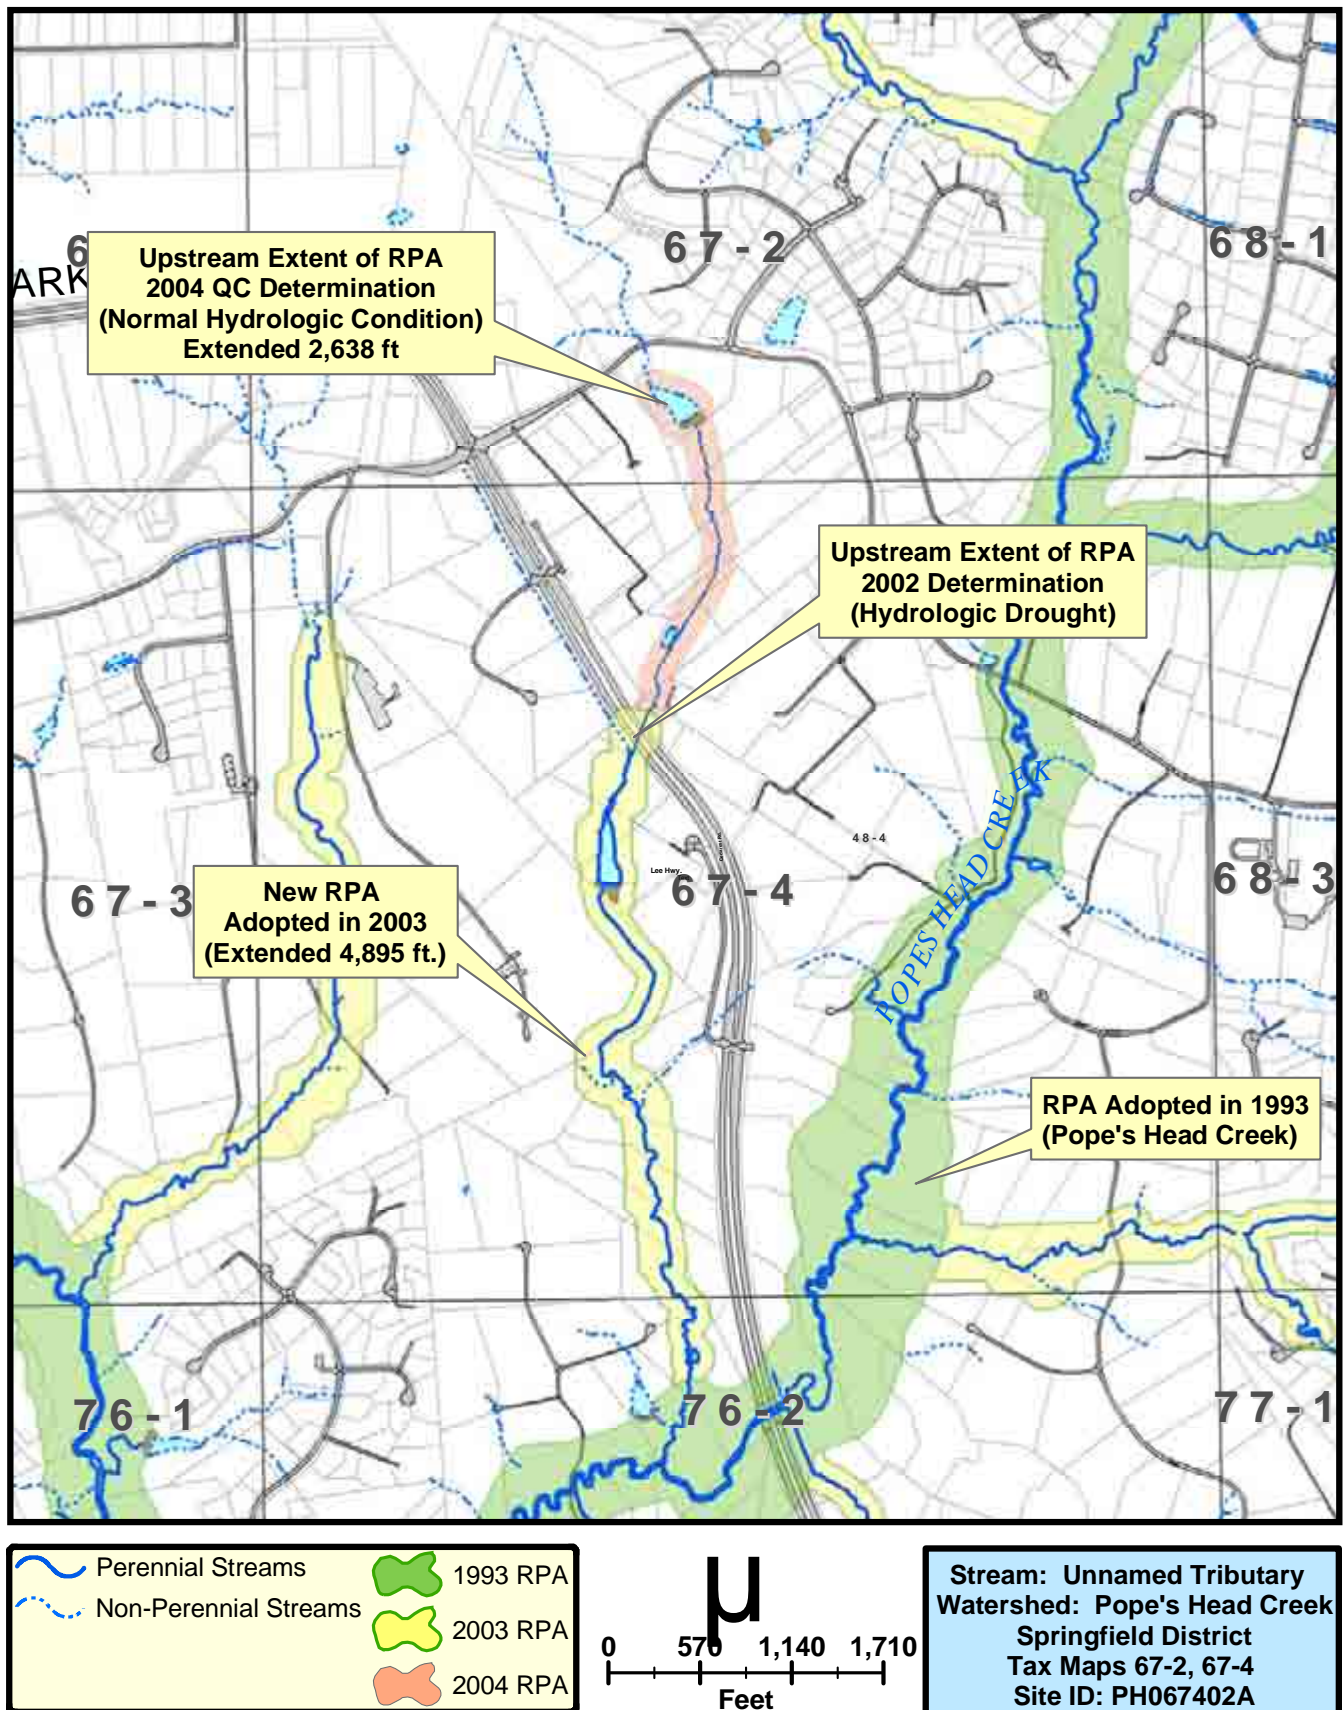 6 7 - 2
6 8 - 1
6
ARK
Upstream Extent of RPA
2004 QC Determination
(Normal Hydrologic Condition)
Extended 2,638 ft
Upstream Extent of RPA
2002 Determination
(Hydrologic Drought)
POPES HEAD CREEK
48-4
Lee Hwy.
6 7 - 3
6 7 - 4
6 8 - 3
New RPA
Adopted in 2003
(Extended 4,895 ft.)
RPA Adopted in 1993
(Pope's Head Creek)
7 6 - 1
7 6 - 2
7 7 - 1
Perennial Streams
Non-Perennial Streams
1993 RPA
2003 RPA
2004 RPA
µ
0 570 1,140 1,710
Feet
Stream: Unnamed Tributary
Watershed: Pope's Head Creek
Springfield District
Tax Maps 67-2, 67-4
Site ID: PH067402A